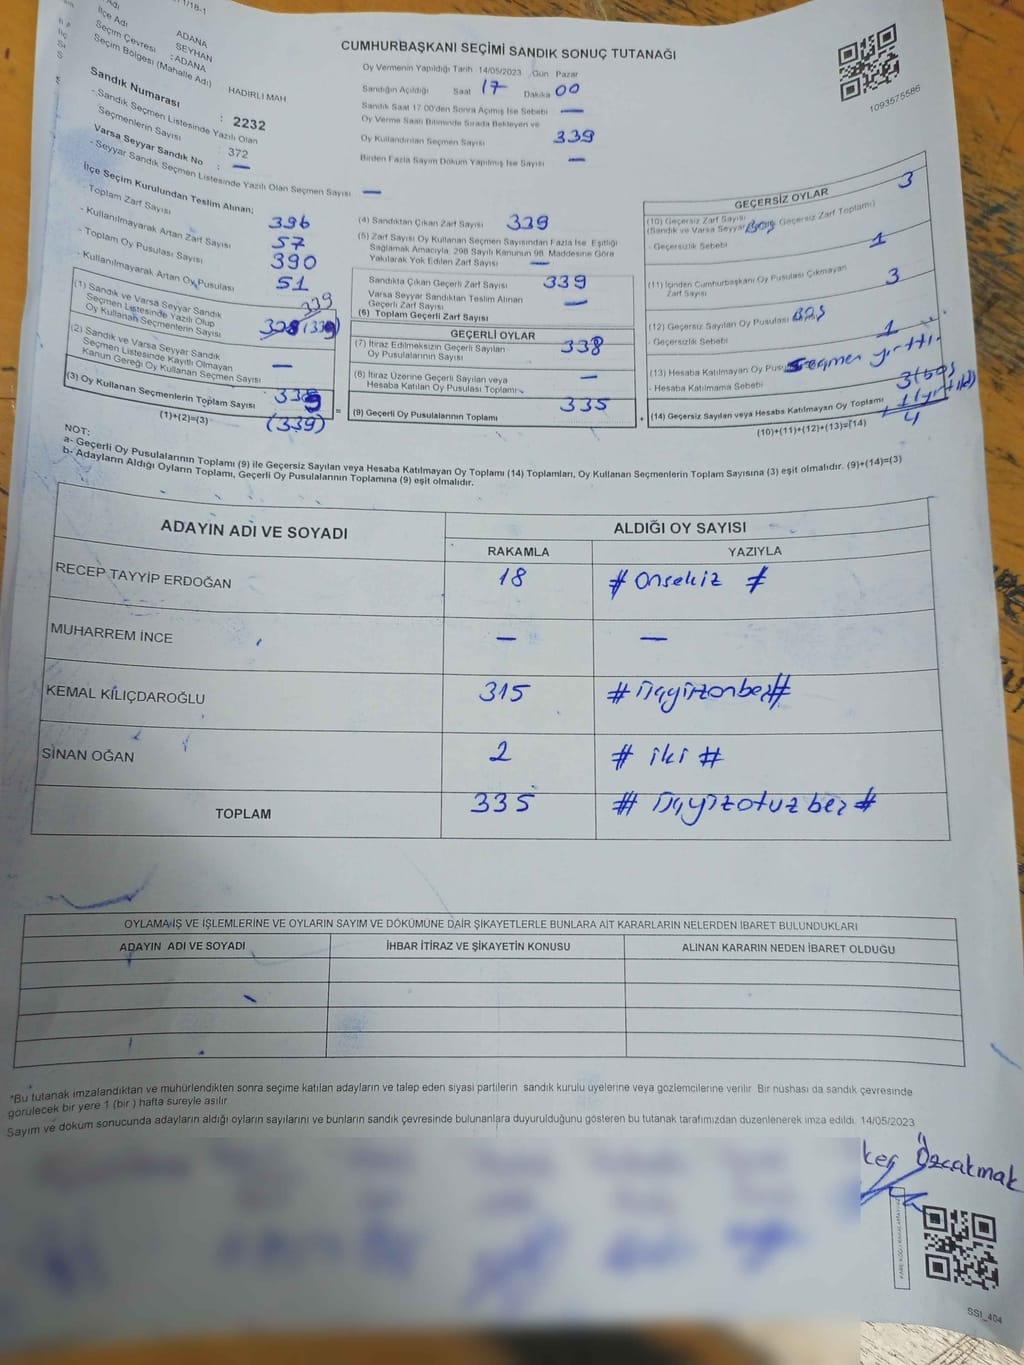 1/18-1
Adı
İlçe Adı ADANA
Seçim Çevresi SEYHAN
Seçim Bölgesi (Mahalle Adı) : ADANA
HADIRLI MAH
Sandık Numarası : 2232
- Sandık Seçmen Listesinde Yazılı Olan
Seçmenlerin Sayısı : 372
Varsa Seyyar Sandık No : —
- Seyyar Sandık Seçmen Listesinde Yazılı Olan Seçmen Sayısı —
CUMHURBAŞKANI SEÇİMİ SANDIK SONUÇ TUTANAĞI
Oy Vermenin Yapıldığı Tarih 14/05/2023 Gün Pazar
Sandığın Açıldığı Saat 17 Dakika 00
Sandık Saat 17.00'den Sonra Açmış İse Sebebi —
Oy Verme Saati Bitiminde Sırada Bekleyen ve
Oy Kullandırılan Seçmen Sayısı 339
Birden Fazla Sayım Döküm Yapılmış İse Sayısı —
1093575586
İlçe Seçim Kurulundan Teslim Alınan;
- Toplam Zarf Sayısı 396
- Kullanılmayarak Artan Zarf Sayısı 57
- Toplam Oy Pusulası Sayısı 390
- Kullanılmayarak Artan Oy Pusulası 51
(1) Sandık ve Varsa Seyyar Sandık
Seçmen Listesinde Yazılı Olup
Oy Kullanan Seçmenlerin Sayısı 339 (339)
(2) Sandık ve Varsa Seyyar Sandık
Seçmen Listesinde Kayıtlı Olmayan
Kanun Gereği Oy Kullanan Seçmen Sayısı —
(3) Oy Kullanan Seçmenlerin Toplam Sayısı 339
(1)+(2)=(3) (339)
(4) Sandıktan Çıkan Zarf Sayısı 339
(5) Zarf Sayısı Oy Kullanan Seçmen Sayısından Fazla İse, Eşitliği
Sağlamak Amacıyla, 298 Sayılı Kanunun 98. Maddesine Göre
Yakılarak Yok Edilen Zarf Sayısı —
Sandıkta Çıkan Geçerli Zarf Sayısı 339
Varsa Seyyar Sandıktan Teslim Alınan
Geçerli Zarf Sayısı —
(6) Toplam Geçerli Zarf Sayısı
GEÇERLİ OYLAR
(7) İtiraz Edilmeksizin Geçerli Sayılan
Oy Pusulalarının Sayısı 338
(8) İtiraz Üzerine Geçerli Sayılan veya
Hesaba Katılan Oy Pusulası Toplamı —
= (9) Geçerli Oy Pusulalarının Toplamı 335 +
GEÇERSİZ OYLAR
(10) Geçersiz Zarf Sayısı 3
(Sandık ve Varsa Seyyar Geçersiz Zarf Toplamı)
- Geçersizlik Sebebi Boş
1
(11) İçinden Cumhurbaşkanı Oy Pusulası Çıkmayan
Zarf Sayısı 3
(12) Geçersiz Sayılan Oy Pusulası
- Geçersizlik Sebebi
1
(13) Hesaba Katılmayan Oy Pusulası
- Hesaba Katılmama Sebebi Seçmen yırttı.
(14) Geçersiz Sayılan veya Hesaba Katılmayan Oy Toplamı 3(boş)
+ 1(yırtıldı)
4
(10)+(11)+(12)+(13)=(14)
NOT:
a- Geçerli Oy Pusulalarının Toplamı (9) ile Geçersiz Sayılan veya Hesaba Katılmayan Oy Toplamı (14) Toplamları, Oy Kullanan Seçmenlerin Toplam Sayısına (3) eşit olmalıdır. (9)+(14)=(3)
b- Adayların Aldığı Oyların Toplamı, Geçerli Oy Pusulalarının Toplamına (9) eşit olmalıdır.
ADAYIN ADI VE SOYADI ALDIĞI OY SAYISI
RAKAMLA YAZIYLA
RECEP TAYYİP ERDOĞAN 18 # onsekiz #
MUHARREM İNCE — —
KEMAL KILIÇDAROĞLU 315 # üçyüzonbeş #
SİNAN OĞAN 2 # iki #
TOPLAM 335 # üçyüzotuzbeş #
OYLAMA İŞ VE İŞLEMLERİNE VE OYLARIN SAYIM VE DÖKÜMÜNE DAİR ŞİKAYETLERLE BUNLARA AİT KARARLARIN NELERDEN İBARET BULUNDUKLARI
ADAYIN ADI VE SOYADI İHBAR İTİRAZ VE ŞİKAYETİN KONUSU ALINAN KARARIN NEDEN İBARET OLDUĞU
*Bu tutanak imzalandıktan ve mühürlendikten sonra seçime katılan adayların ve talep eden siyasi partilerin sandık kurulu üyelerine veya gözlemcilerine verilir. Bir nüshası da sandık çevresinde
görülecek bir yere 1 (bir) hafta süreyle asılır.
Sayım ve döküm sonucunda adayların aldığı oyların sayılarını ve bunların sandık çevresinde bulunanlara duyurulduğunu gösteren bu tutanak tarafımızdan düzenlenerek imza edildi. 14/05/2023
Özçakmak
SSI_404